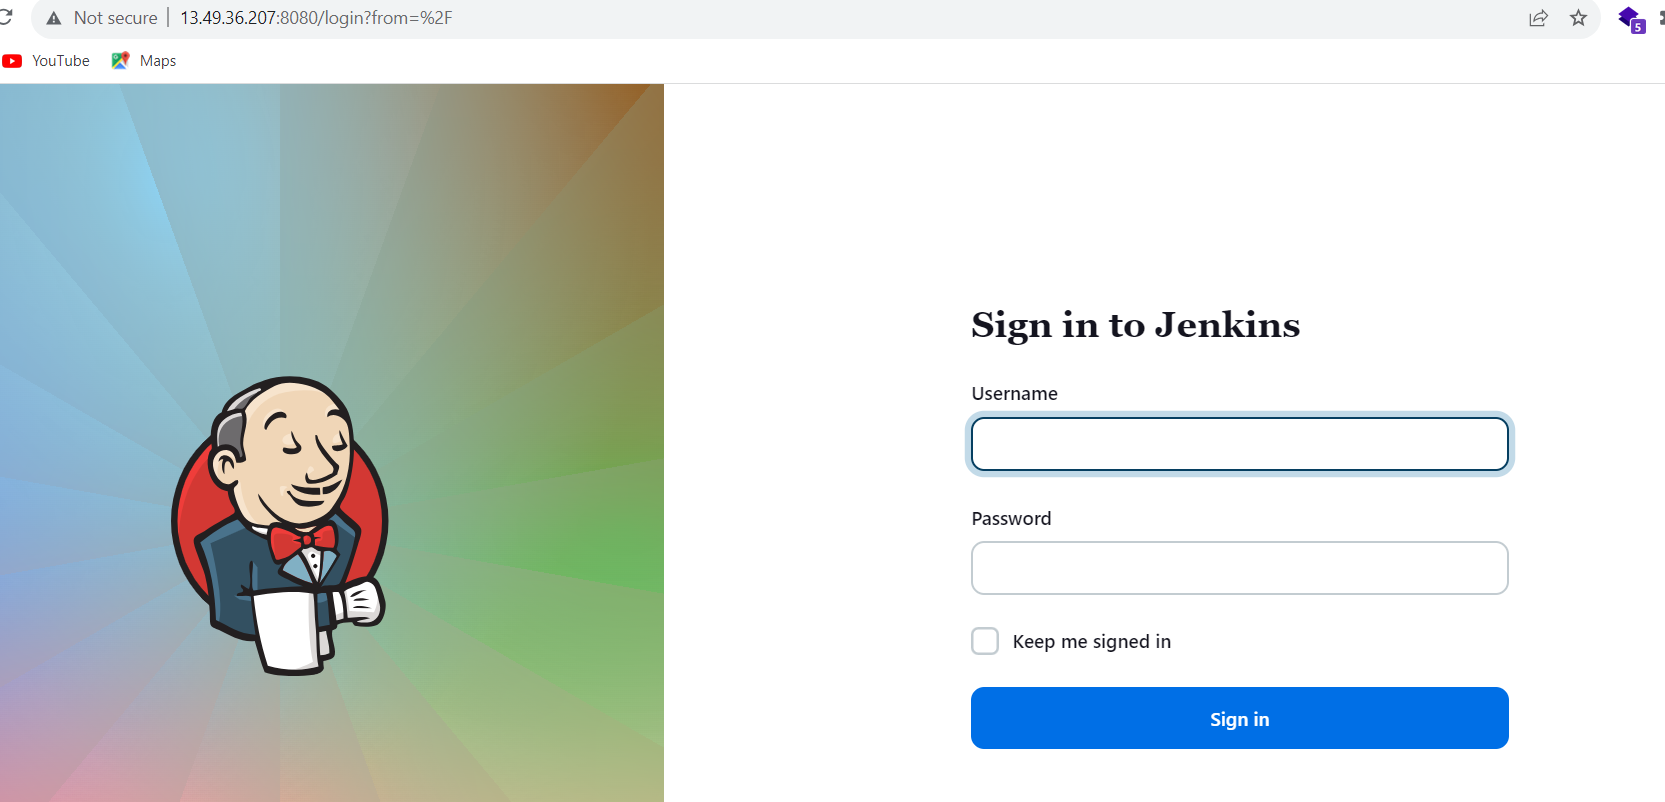 Not secure | 13.49.36.207:8080/login?from=%2F
5
YouTube Maps
Sign in to Jenkins
Username
Password
Keep me signed in
Sign in